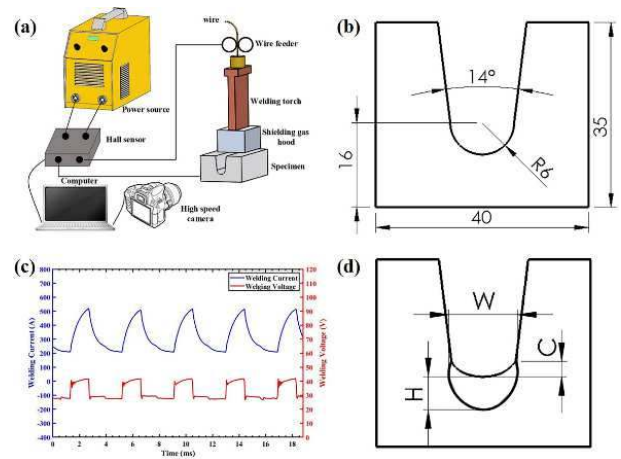 (a)
wire
Wire feeder
Power source
Welding torch
Hall sensor
Shielding gas
hood
Specimen
Computer
High speed
camera
(b)
14°
16
R6
35
40
(c)
Welding Current
Welding Voltage
Welding Current (A)
800
700
600
500
400
300
200
100
0
-100
-200
-300
-400
0 2 4 6 8 10 12 14 16 18
Time (ms)
120
110
100
90
80
70
60
50
40
30
20
10
0
Welding Voltage (V)
(d)
W
C
H